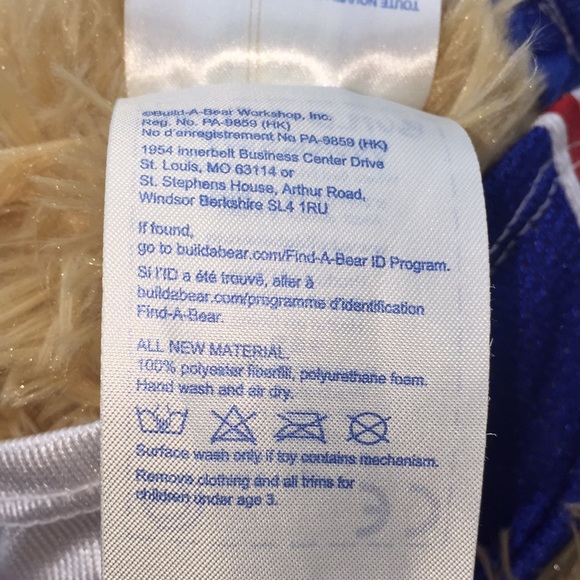 TOUTE NOUVE
©Build-A-Bear Workshop, Inc.
Reg. No. PA-9859 (HK)
No d'enregistrement No PA-9859 (HK)
1954 Innerbelt Business Center Drive
St. Louis, MO 63114 or
St. Stephens House, Arthur Road,
Windsor Berkshire SL4 1RU
If found,
go to buildabear.com/Find-A-Bear ID Program.
Si l'ID a été trouvé, aller à
buildabear.com/programme d'identification
Find-A-Bear.
ALL NEW MATERIAL.
100% polyester fiberfill, polyurethane foam.
Hand wash and air dry.
Surface wash only if toy contains mechanism.
Remove clothing and all trims for
children under age 3.
CE